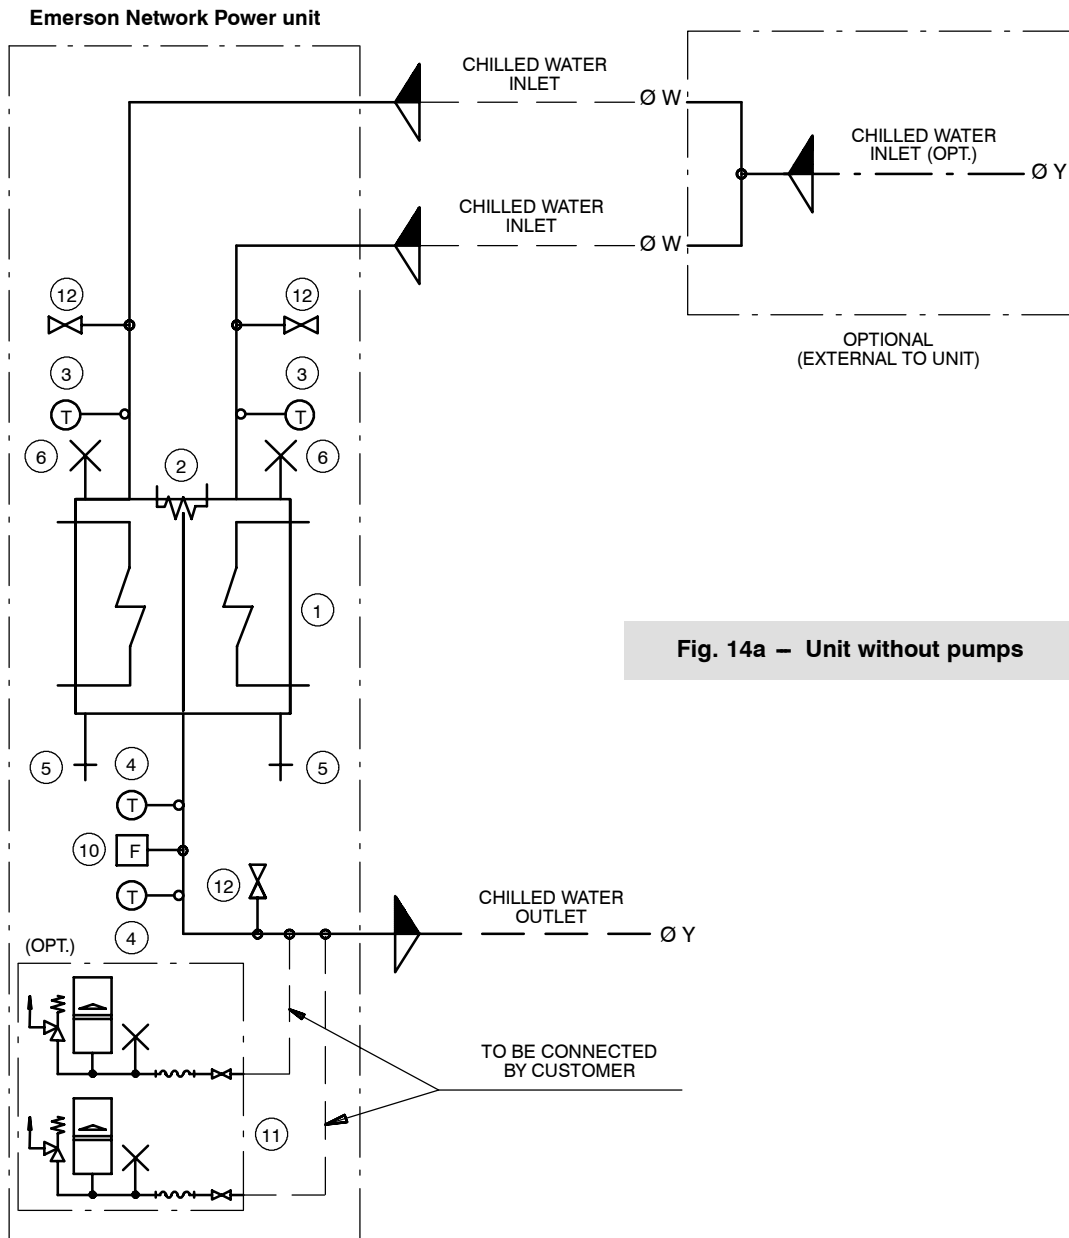 Emerson Network Power unit
CHILLED WATER
INLET
Ø W
CHILLED WATER
INLET (OPT.)
Ø Y
CHILLED WATER
INLET
Ø W
OPTIONAL
(EXTERNAL TO UNIT)
12
12
3
3
T
T
6
2
6
1
Fig. 14a – Unit without pumps
5
4
5
T
10
F
T
12
4
CHILLED WATER
OUTLET
Ø Y
(OPT.)
TO BE CONNECTED
BY CUSTOMER
11